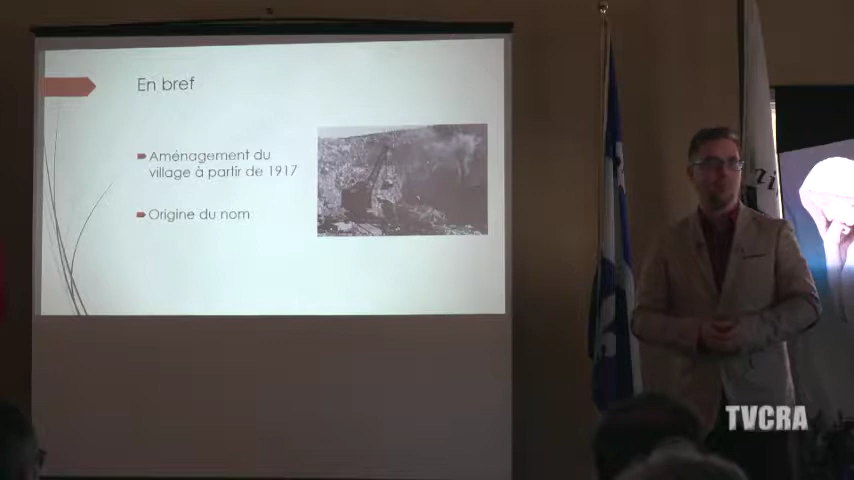 En bref
Aménagement du
village à partir de 1917
Origine du nom
TVCRA